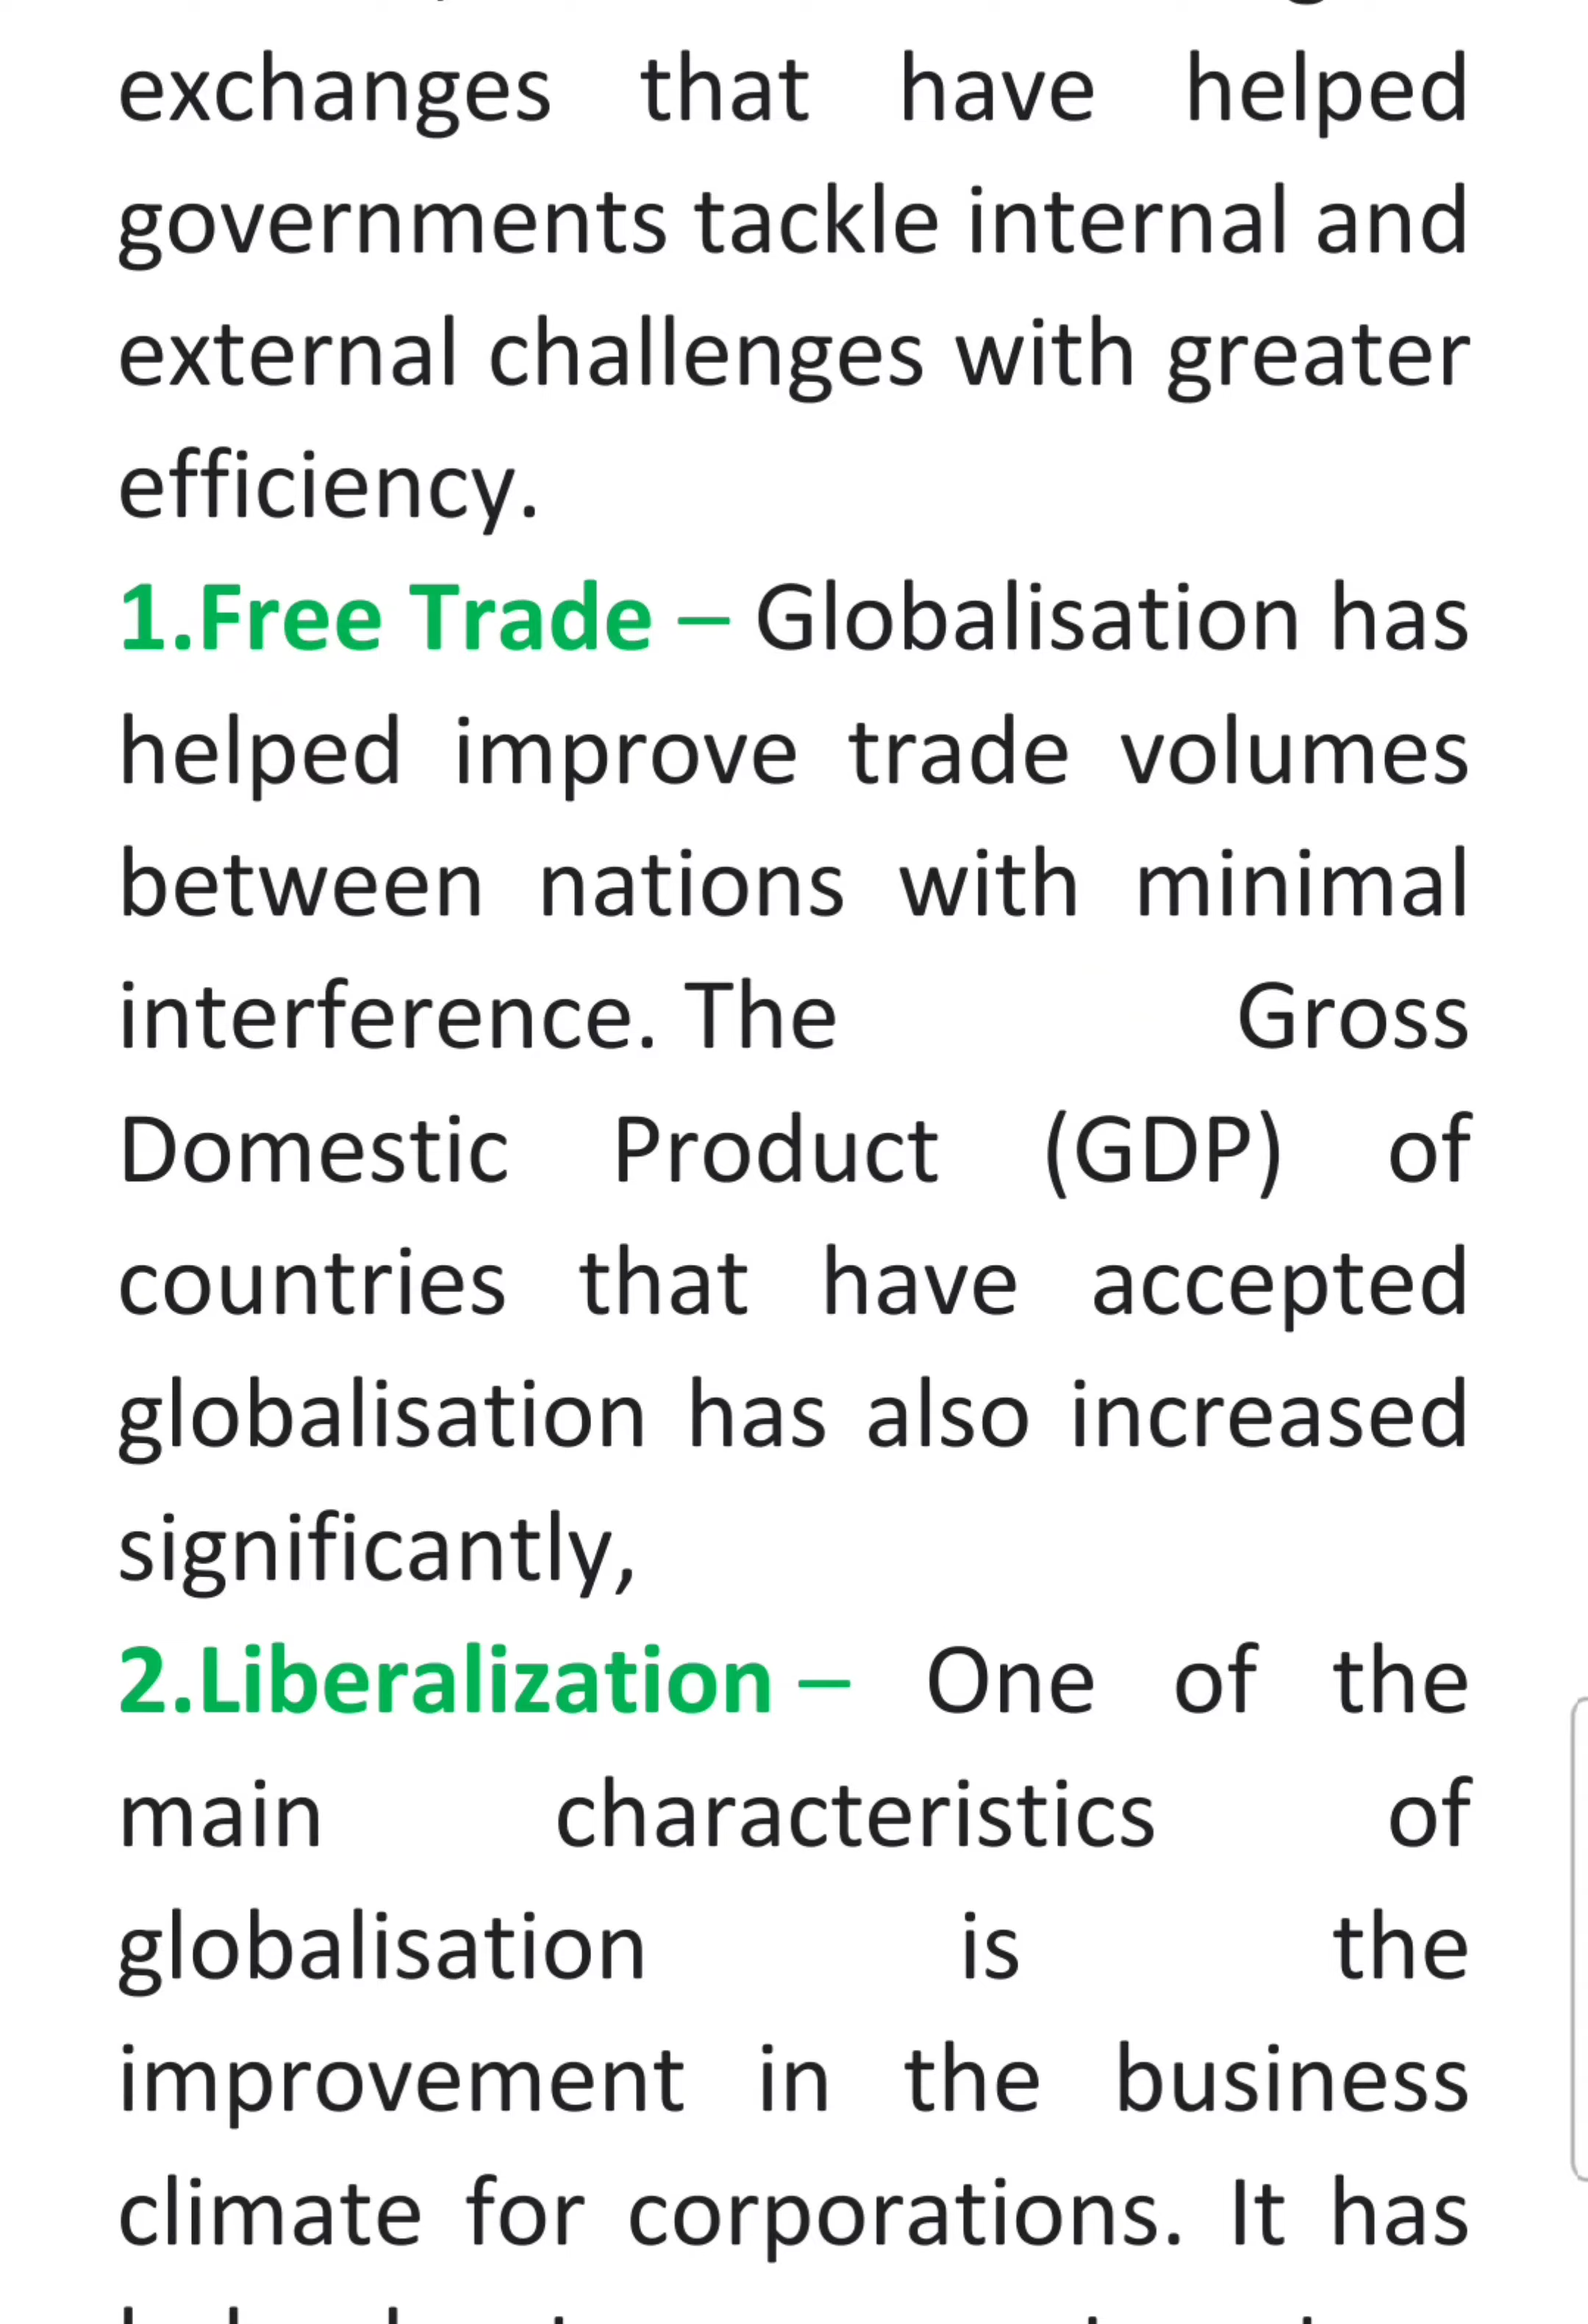 exchanges that have helped
governments tackle internal and
external challenges with greater
efficiency.
1.Free Trade – Globalisation has
helped improve trade volumes
between nations with minimal
interference. The Gross
Domestic Product (GDP) of
countries that have accepted
globalisation has also increased
significantly,
2.Liberalization – One of the
main characteristics of
globalisation is the
improvement in the business
climate for corporations. It has